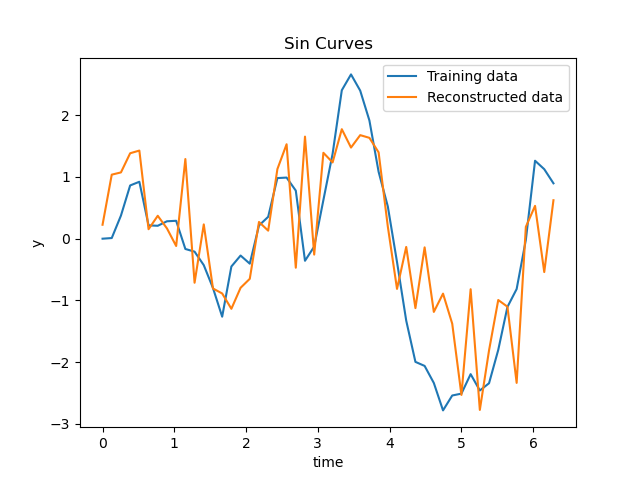 Sin Curves
Training data
Reconstructed data
y
2
1
0
−1
−2
−3
0 1 2 3 4 5 6
time